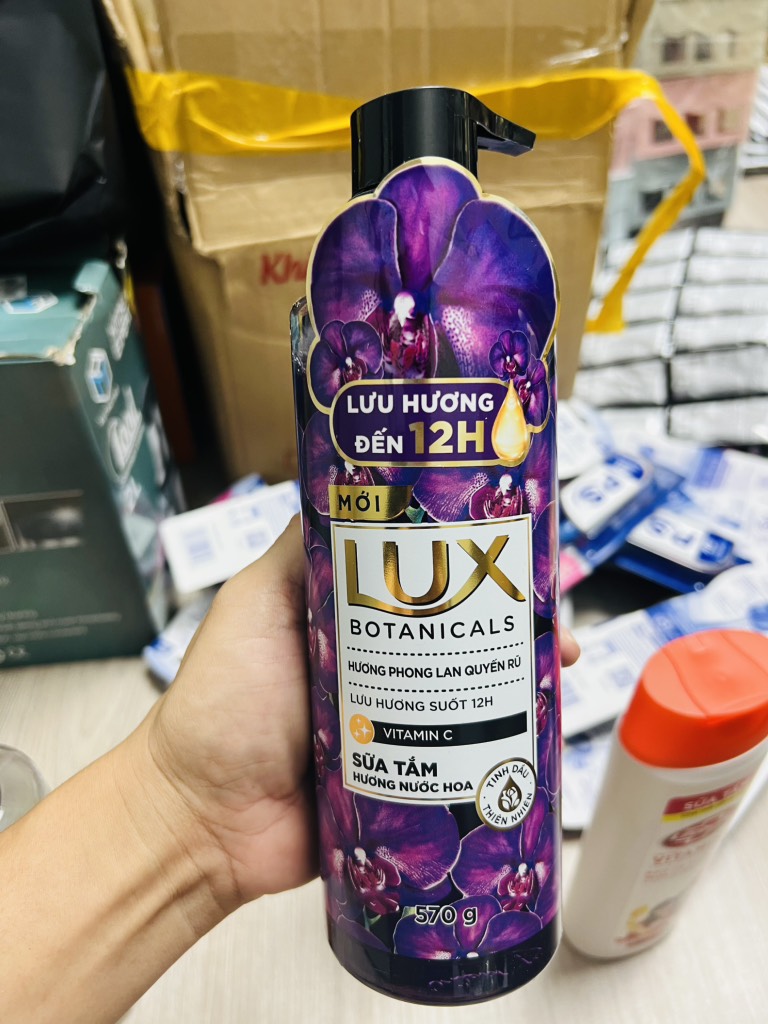 LƯU HƯƠNG
ĐẾN 12H
MỚI
LUX
BOTANICALS
HƯƠNG PHONG LAN QUYẾN RŨ
LƯU HƯƠNG SUỐT 12H
VITAMIN C
SỮA TẮM
HƯƠNG NƯỚC HOA
TINH DẦU
THIÊN NHIÊN
570 g
P/S